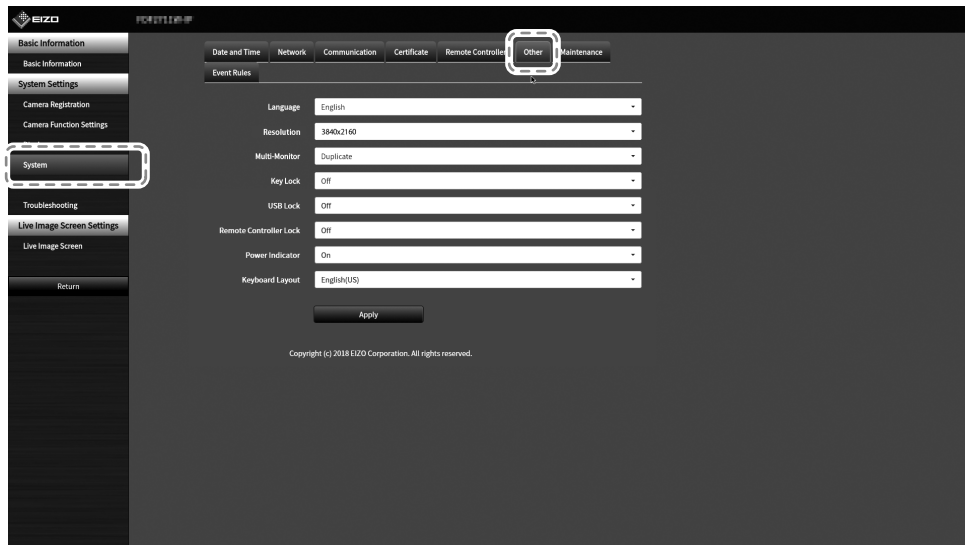 EIZO
Basic Information
Basic Information
System Settings
Camera Registration
Camera Function Settings
System
Troubleshooting
Live Image Screen Settings
Live Image Screen
Return
Date and Time Network Communication Certificate Remote Controller Other Maintenance
Event Rules
Language English
Resolution 3840x2160
Multi-Monitor Duplicate
Key Lock Off
USB Lock Off
Remote Controller Lock Off
Power Indicator On
Keyboard Layout English(US)
Apply
Copyright (c) 2018 EIZO Corporation. All rights reserved.